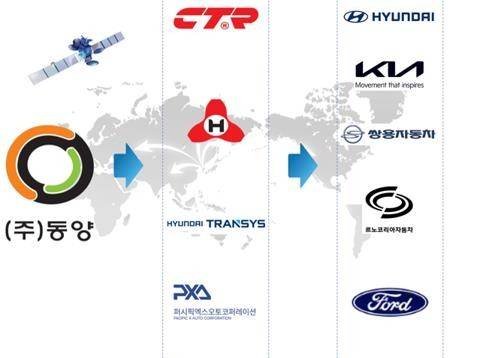 CTR
®
HYUNDAI
KIA
Movement that inspires
H
쌍용자동차
(주)동양
HYUNDAI TRANSYS
르노코리아자동차
PXA
퍼시픽엑스오토코퍼레이션
PACIFIC X AUTO CORPORATION
Ford